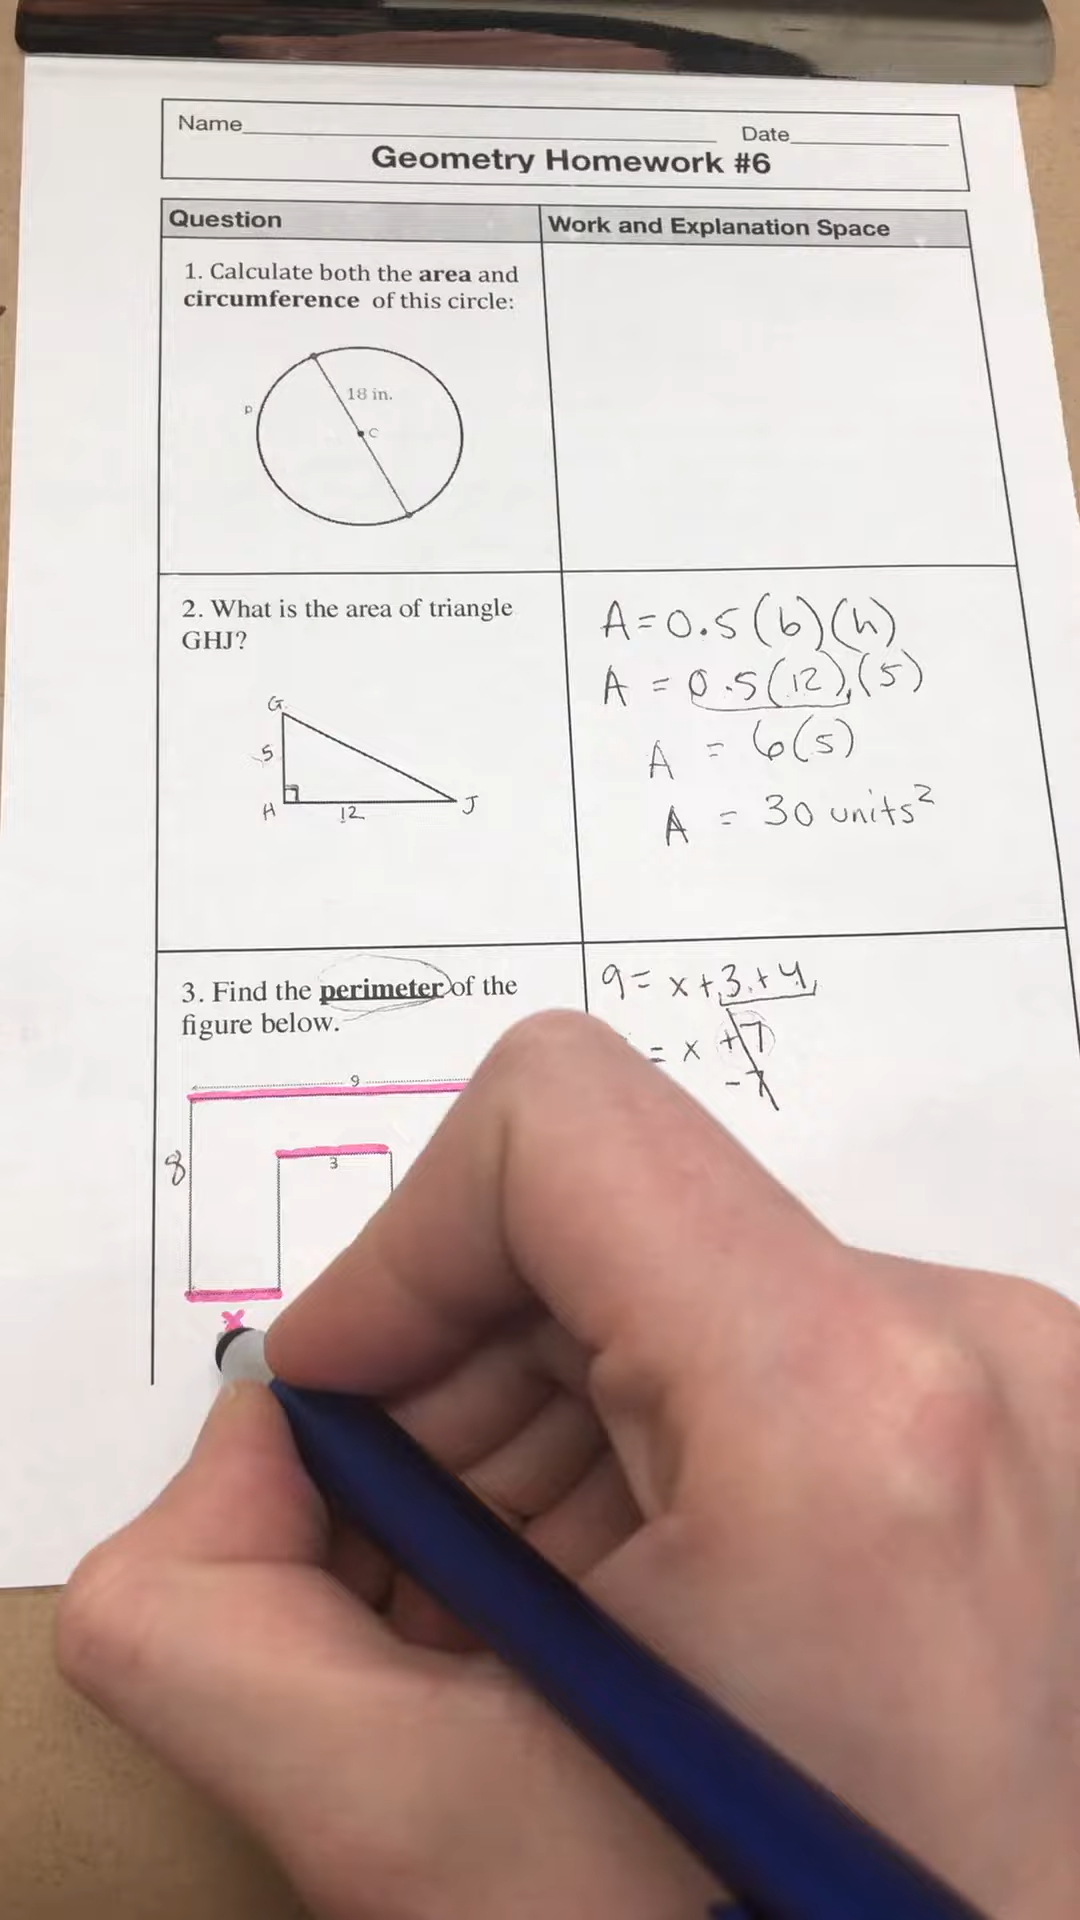 Name Date
Geometry Homework #6
Question
Work and Explanation Space
1. Calculate both the area and
circumference of this circle:
18 in.
P
C
2. What is the area of triangle
GHJ?
G
5
H
12
J
A=0.5(b)(h)
A = 0.5(12)(5)
A = 6(5)
A = 30 units²
3. Find the perimeter of the
figure below.
9
8
3
x
9= x+3+4
= x +7
-7